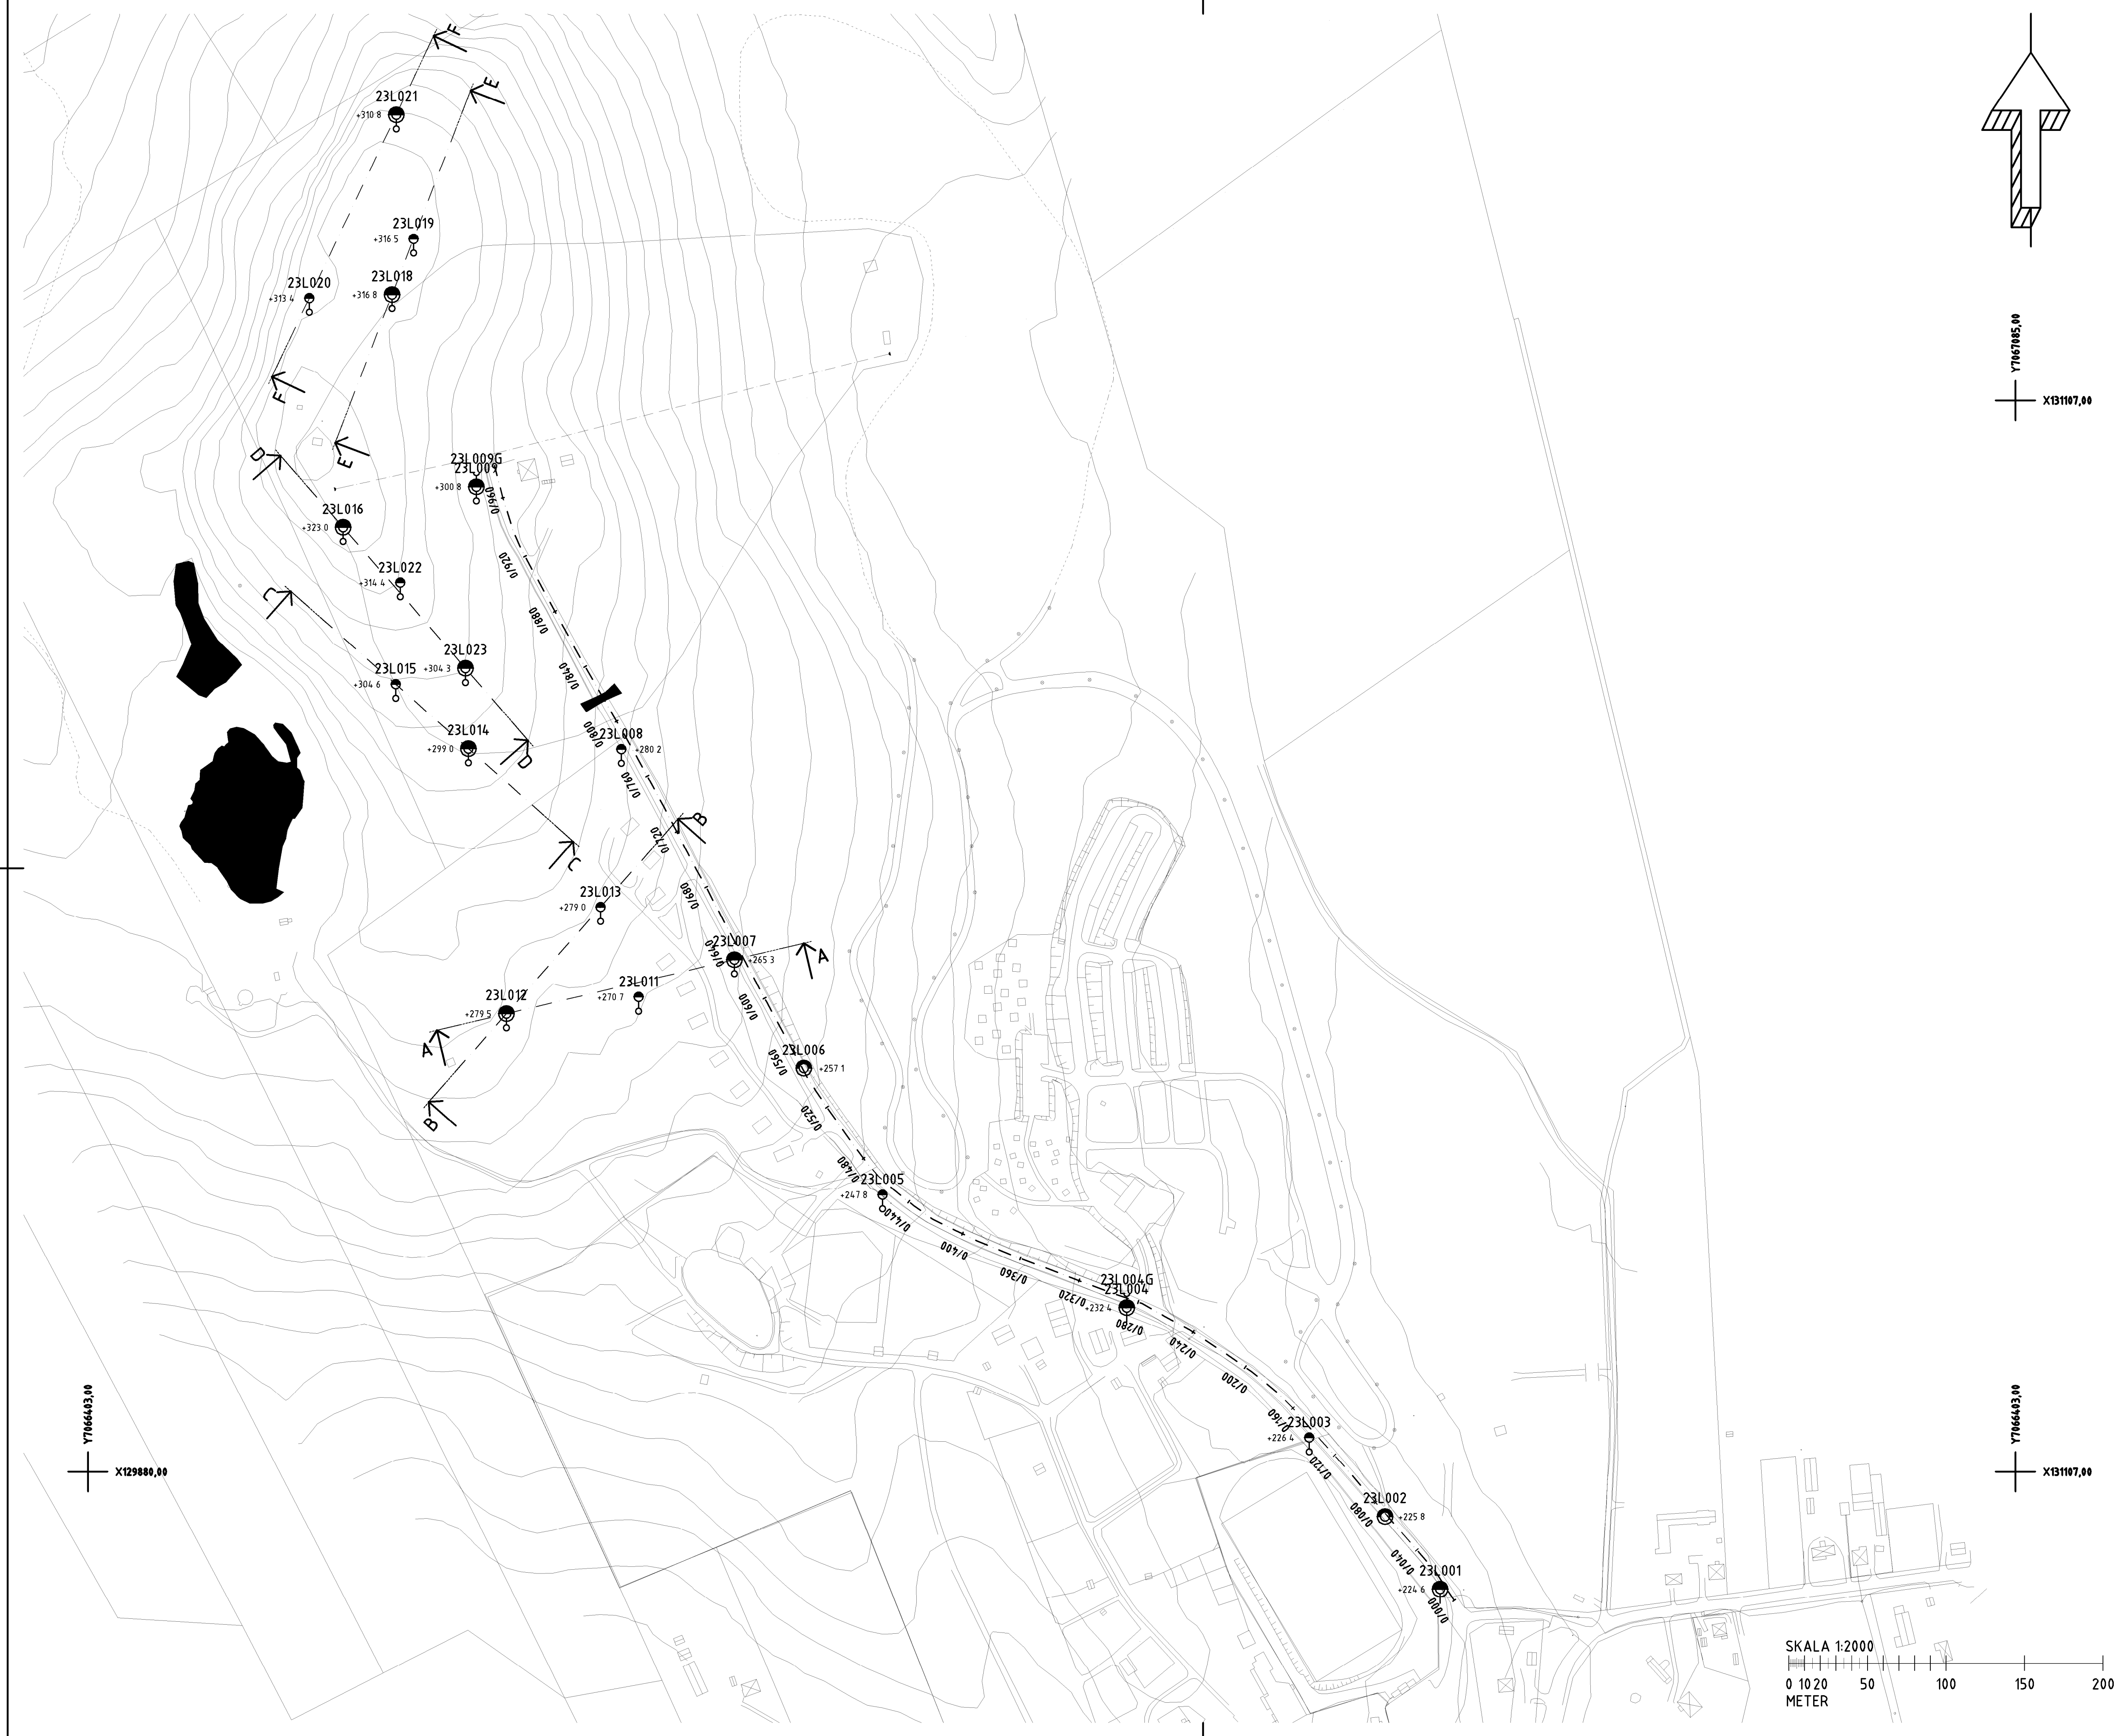 F
E
23L021
+310 8
23L019
+316 5
23L018
+316 8
23L020
+313 4
Y7067085,00
X131107,00
F
E
D
23L009G
23L009
+300 8
0/960
23L016
+323 0
0/920
23L022
+314 4
C
0/880
23L023
+304 3
23L015
+304 6
0/840
23L014
+299 0
0/800
23L008
+280 2
D
0/760
B
0/720
C
0/680
23L013
+279 0
23L007
+265 3
0/640
A
23L011
+270 7
23L012
+279 5
0/600
A
23L006
+257 1
0/560
B
0/520
0/480
23L005
+247 8
0/440
0/400
0/360
23L004G
23L004
+232 4
0/320
0/280
0/240
0/200
Y7066403,00
X129880,00
0/160
23L003
+226 4
Y7066403,00
X131107,00
0/120
23L002
+225 8
0/080
0/040
23L001
+224 6
0/000
SKALA 1:2000
0 10 20 50 100 150 200
METER